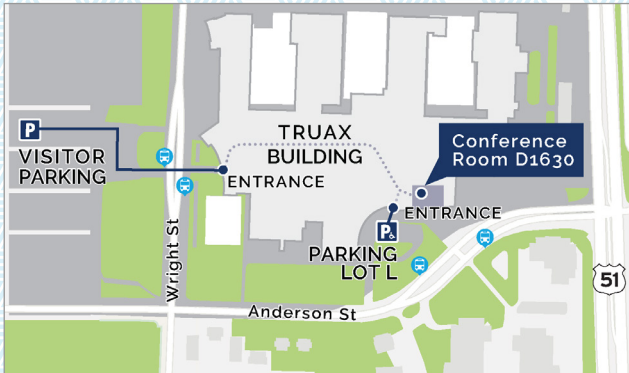 TRUAX
BUILDING
Conference
Room D1630
P
VISITOR
PARKING
ENTRANCE
ENTRANCE
P
PARKING
LOT L
Wright St
Anderson St
51